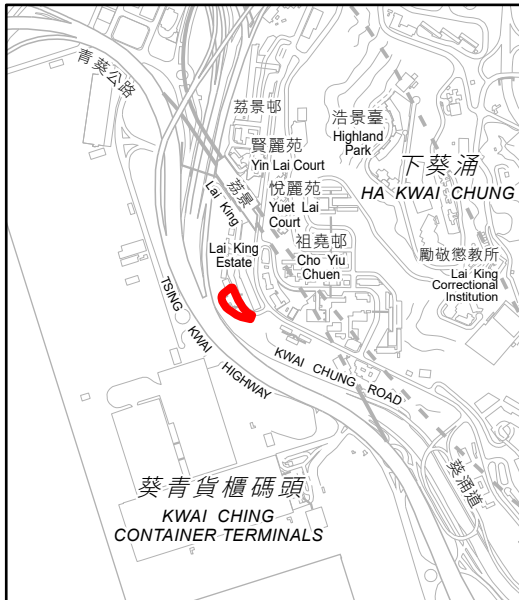 青葵公路
荔景邨
浩景臺
Highland
Park
賢麗苑
Yin Lai Court
下葵涌
HA KWAI CHUNG
荔景
Lai King
悅麗苑
Yuet Lai
Court
祖堯邨
Cho Yiu
Chuen
Lai King
Estate
勵敬懲教所
Lai King
Correctional
Institution
TSING KWAI HIGHWAY
KWAI CHUNG ROAD
葵涌道
葵青貨櫃碼頭
KWAI CHING
CONTAINER TERMINALS